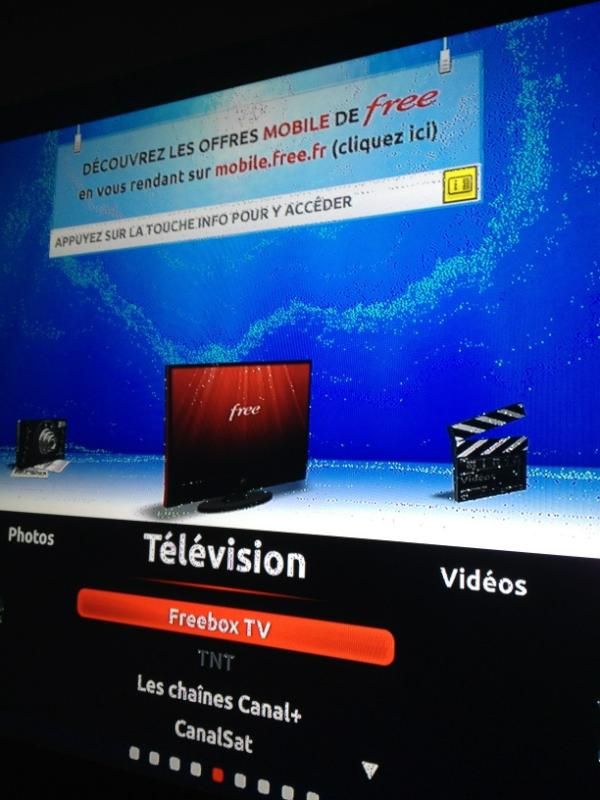 DÉCOUVREZ LES OFFRES MOBILE DE free
en vous rendant sur mobile.free.fr (cliquez ici)
APPUYEZ SUR LA TOUCHE INFO POUR Y ACCÉDER
free
Vidéos
Photos
Télévision
Vidéos
Freebox TV
TNT
Les chaînes Canal+
CanalSat